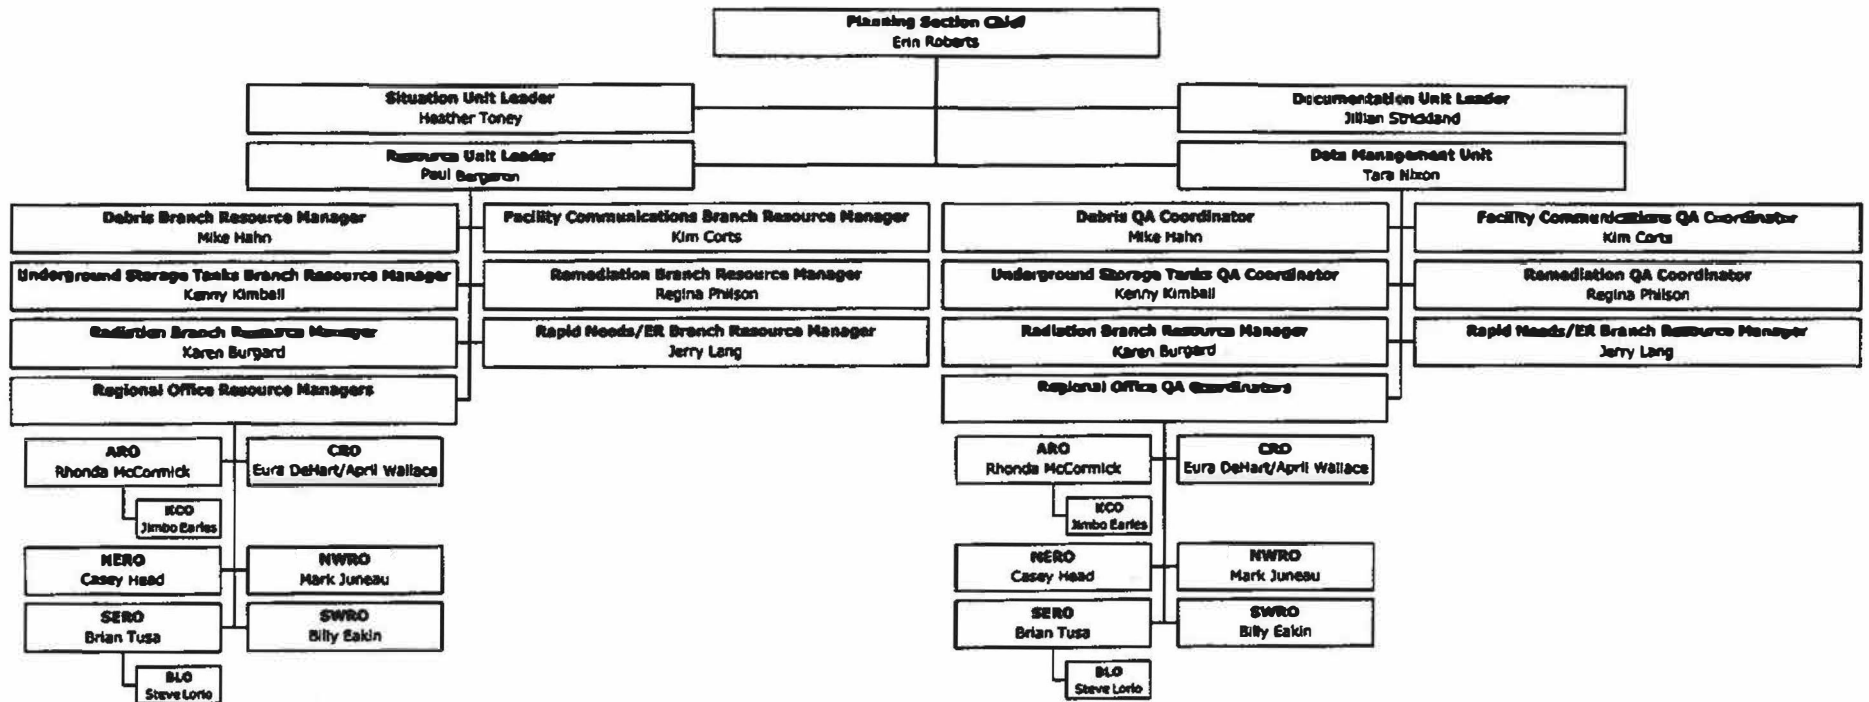 Planning Section Chief
Erin Roberts
Situation Unit Leader
Heather Toney
Documentation Unit Leader
Jillian Strickland
Resource Unit Leader
Paul Bergeron
Data Management Unit
Tara Nixon
Debris Branch Resource Manager
Mike Hahn
Facility Communications Branch Resource Manager
Kim Corts
Underground Storage Tanks Branch Resource Manager
Kenny Kimball
Remediation Branch Resource Manager
Regina Philson
Radiation Branch Resource Manager
Karen Burgard
Rapid Needs/ER Branch Resource Manager
Jerry Lang
Regional Office Resource Managers
ARO
Rhonda McCormick
CRO
Eura DeHart/April Wallace
KCO
Jimbo Earles
NERO
Casey Head
NWRO
Mark Juneau
SERO
Brian Tusa
SWRO
Billy Eakin
BLO
Steve Lorio
Debris QA Coordinator
Mike Hahn
Facility Communications QA Coordinator
Kim Corts
Underground Storage Tanks QA Coordinator
Kenny Kimball
Remediation QA Coordinator
Regina Philson
Radiation Branch Resource Manager
Karen Burgard
Rapid Needs/ER Branch Resource Manager
Jerry Lang
Regional Office QA Coordinators
ARO
Rhonda McCormick
CRO
Eura DeHart/April Wallace
KCO
Jimbo Earles
NERO
Casey Head
NWRO
Mark Juneau
SERO
Brian Tusa
SWRO
Billy Eakin
BLO
Steve Lorio